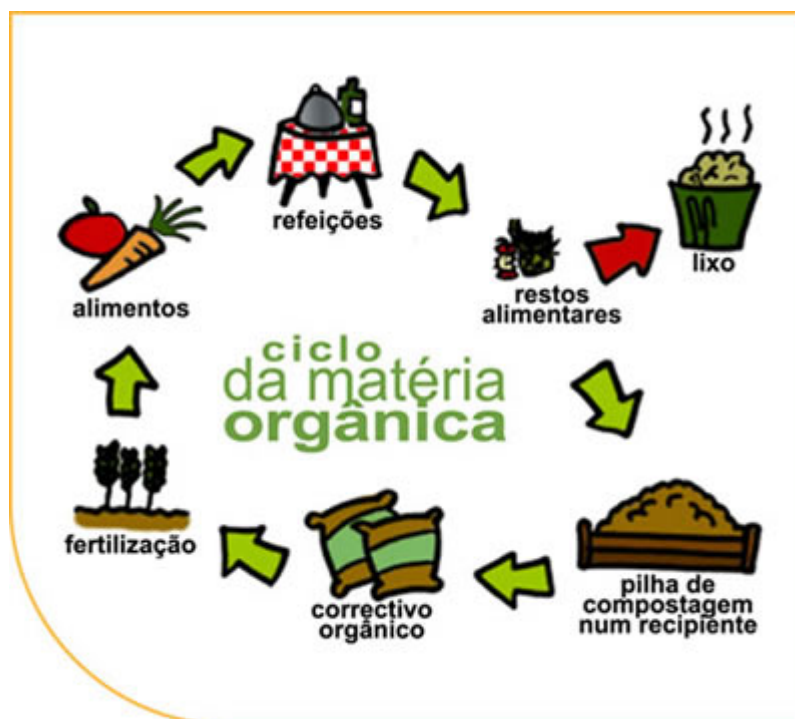 refeições
lixo
restos
alimentares
alimentos
ciclo
da matéria
orgânica
fertilização
correctivo
orgânico
pilha de
compostagem
num recipiente